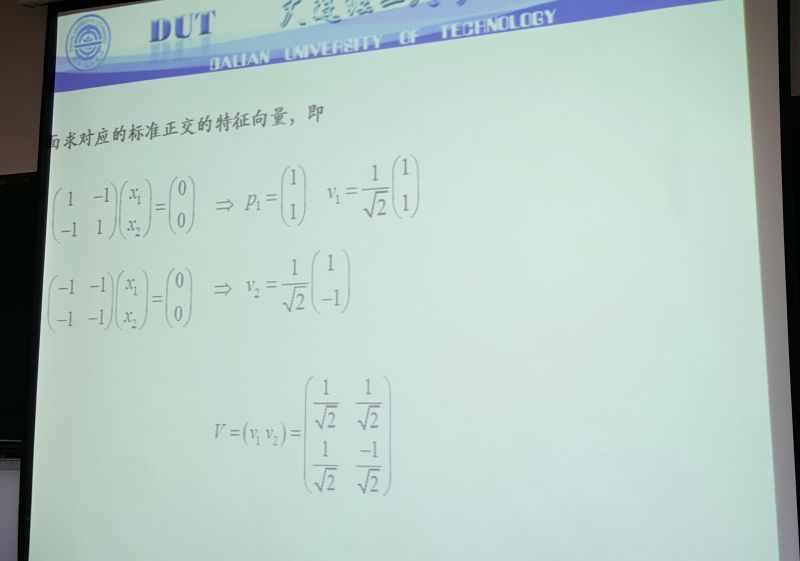 DUT
DALIAN UNIVERSITY OF TECHNOLOGY
面求对应的标准正交的特征向量，即
\begin{pmatrix} 1 & -1 \\ -1 & 1 \end{pmatrix} \begin{pmatrix} x_1 \\ x_2 \end{pmatrix} = \begin{pmatrix} 0 \\ 0 \end{pmatrix} \Rightarrow p_1 = \begin{pmatrix} 1 \\ 1 \end{pmatrix} v_1 = \frac{1}{\sqrt{2}} \begin{pmatrix} 1 \\ 1 \end{pmatrix}
\begin{pmatrix} -1 & -1 \\ -1 & -1 \end{pmatrix} \begin{pmatrix} x_1 \\ x_2 \end{pmatrix} = \begin{pmatrix} 0 \\ 0 \end{pmatrix} \Rightarrow v_2 = \frac{1}{\sqrt{2}} \begin{pmatrix} 1 \\ -1 \end{pmatrix}
V = (v_1 v_2) = \begin{pmatrix} \frac{1}{\sqrt{2}} & \frac{1}{\sqrt{2}} \\ \frac{1}{\sqrt{2}} & \frac{-1}{\sqrt{2}} \end{pmatrix}